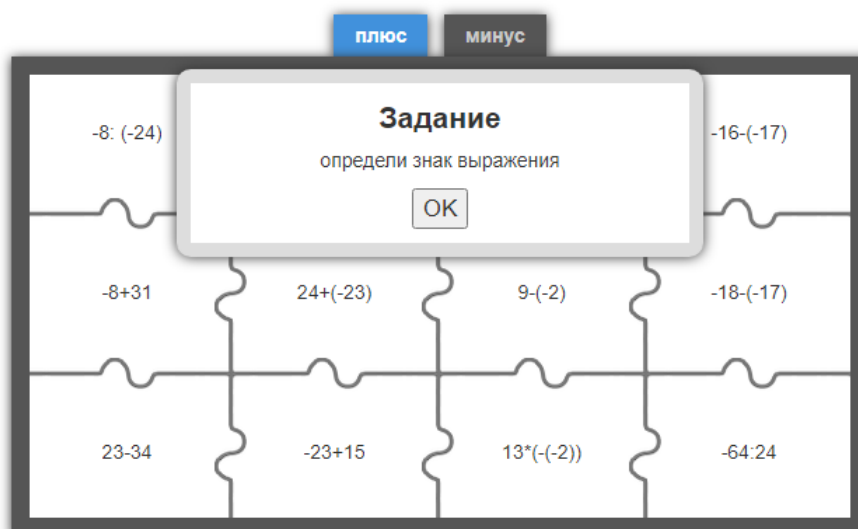 плюс минус
Задание
определи знак выражения
OK
-8: (-24) -16-(-17)
-8+31 24+(-23) 9-(-2) -18-(-17)
23-34 -23+15 13*(-(-2)) -64:24